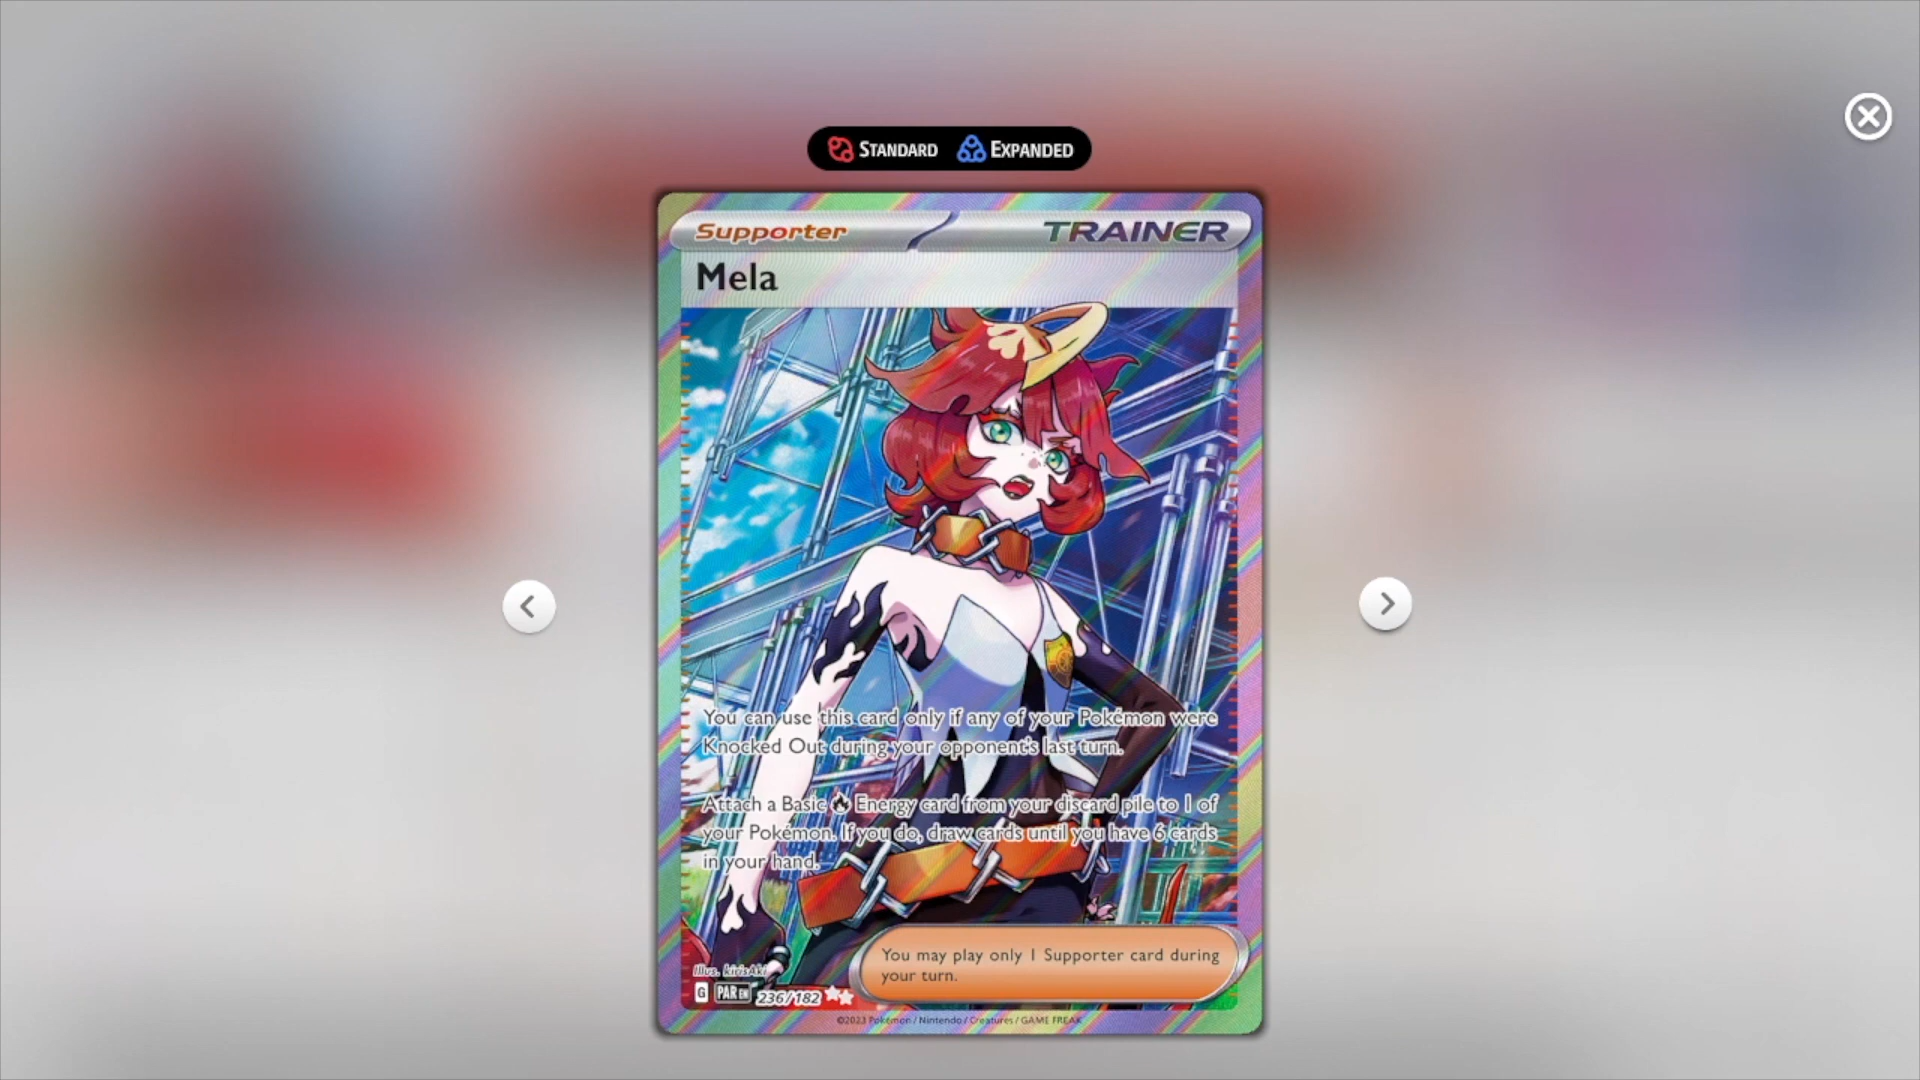 STANDARD EXPANDED
Supporter TRAINER
Mela
You can use this card only if any of your Pokémon were
Knocked Out during your opponent's last turn.
Attach a Basic Energy card from your discard pile to 1 of
your Pokémon. If you do, draw cards until you have 6 cards
in your hand.
You may play only 1 Supporter card during
your turn.
Illus. kirisAki
G PAR EN 236/182
©2023 Pokémon / Nintendo / Creatures / GAME FREAK